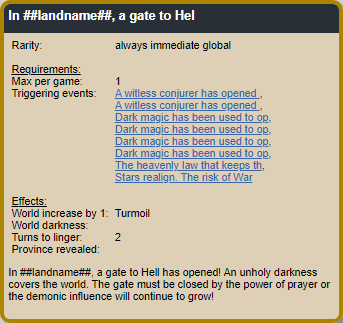 In ##landname##, a gate to Hel
Rarity: always immediate global
Requirements:
Max per game: 1
Triggering events: A witless conjurer has opened ,
A witless conjurer has opened ,
Dark magic has been used to op,
Dark magic has been used to op,
Dark magic has been used to op,
Dark magic has been used to op,
The heavenly law that keeps th,
Stars realign. The risk of War
Effects:
World increase by 1: Turmoil
World darkness:
Turns to linger: 2
Province revealed:
In ##landname##, a gate to Hell has opened! An unholy darkness
covers the world. The gate must be closed by the power of prayer or
the demonic influence will continue to grow!